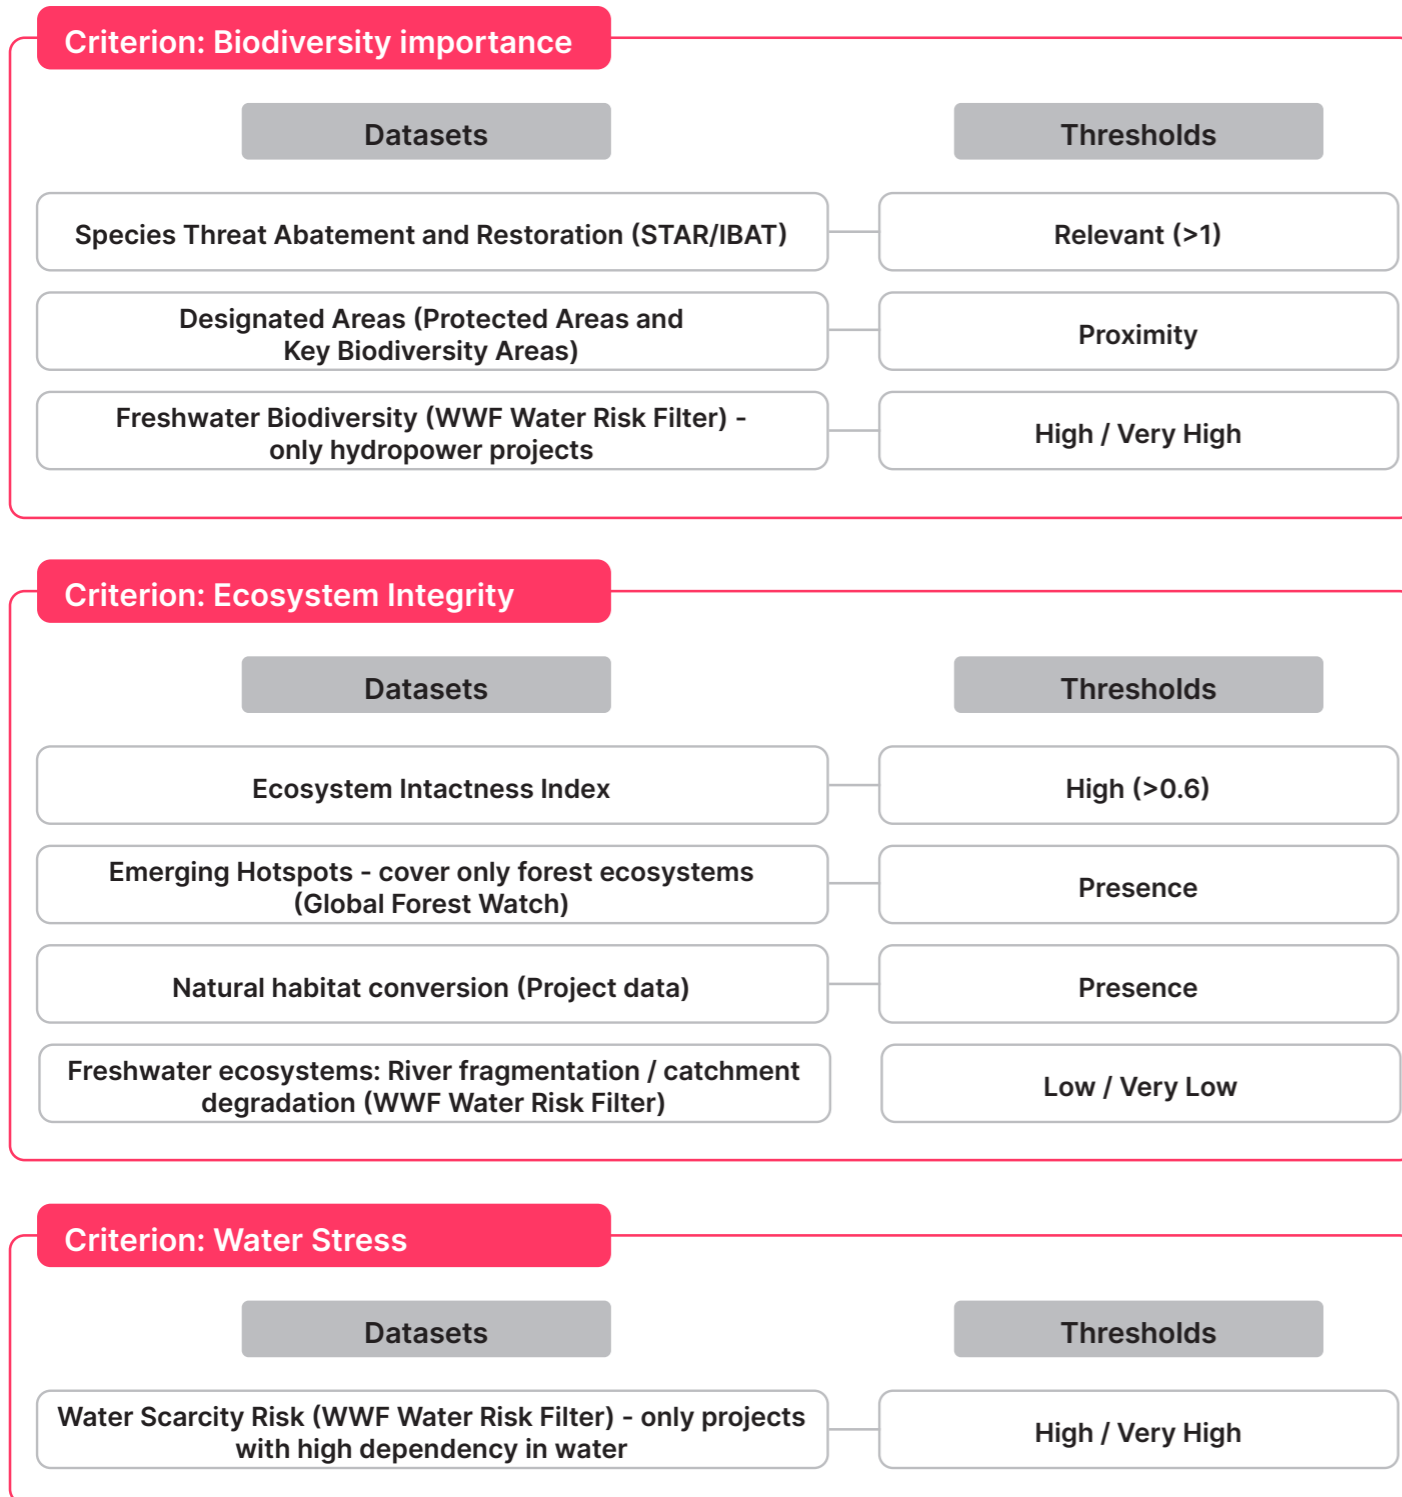 Criterion: Biodiversity importance
Datasets
Thresholds
Species Threat Abatement and Restoration (STAR/IBAT)
Relevant (>1)
Designated Areas (Protected Areas and
Key Biodiversity Areas)
Proximity
Freshwater Biodiversity (WWF Water Risk Filter) -
only hydropower projects
High / Very High
Criterion: Ecosystem Integrity
Datasets
Thresholds
Ecosystem Intactness Index
High (>0.6)
Emerging Hotspots - cover only forest ecosystems
(Global Forest Watch)
Presence
Natural habitat conversion (Project data)
Presence
Freshwater ecosystems: River fragmentation / catchment
degradation (WWF Water Risk Filter)
Low / Very Low
Criterion: Water Stress
Datasets
Thresholds
Water Scarcity Risk (WWF Water Risk Filter) - only projects
with high dependency in water
High / Very High